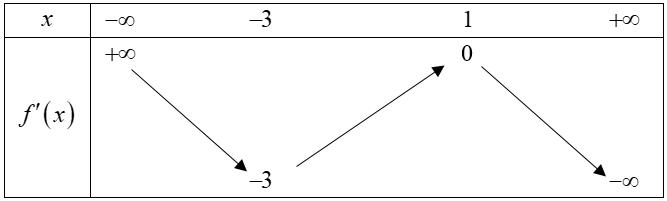 x −∞ −3 1 +∞
+∞ 0
f′(x)
−3 −∞